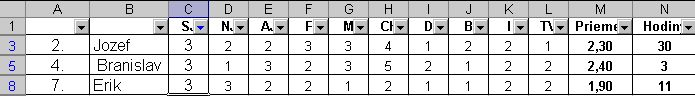 A B C D E F G H I J K L M N
1 S. N. A. F M Cl D B I TV Prieme Hodin
3 2. Jozef 3 2 2 3 3 4 1 2 2 1 2,30 30
5 4. Branislav 3 1 3 2 3 5 2 1 2 2 2,40 3
8 7. Erik 3 3 2 2 1 2 1 2 2 1 1,90 11